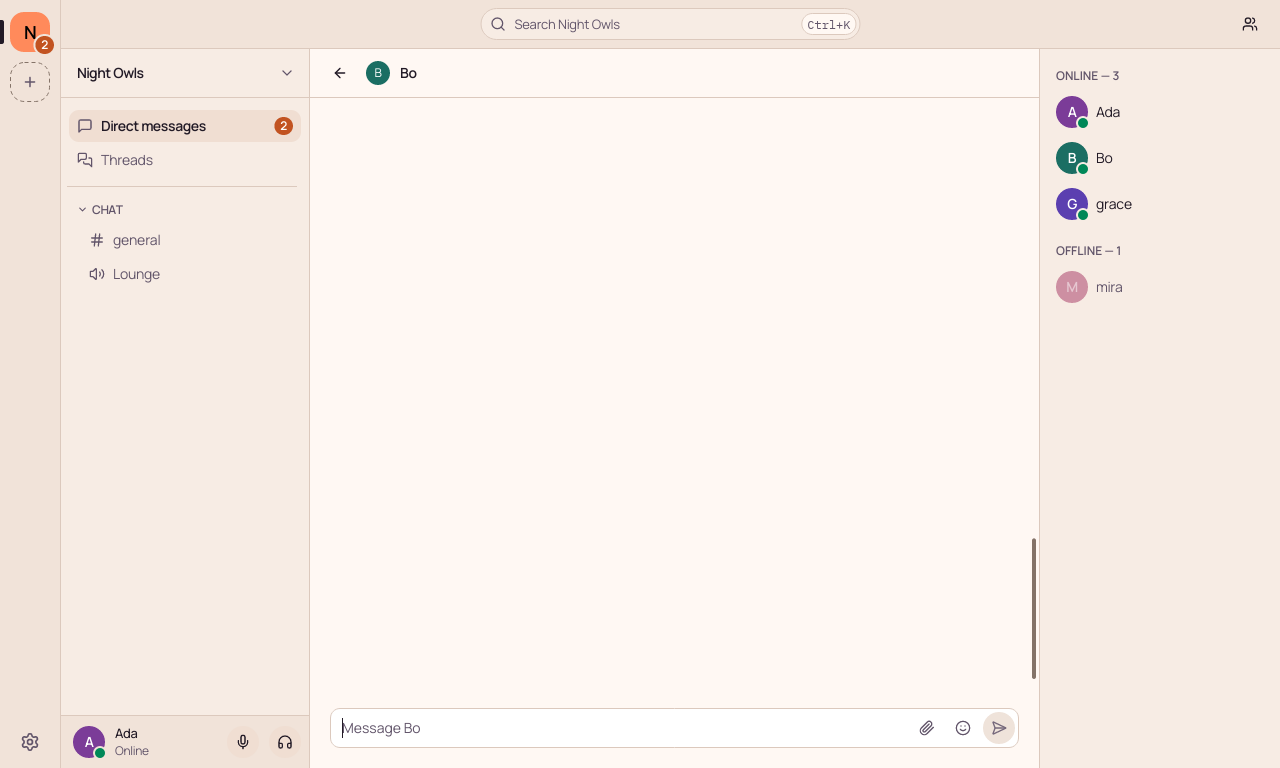 N
2
Search Night Owls
Ctrl+K
Night Owls
Direct messages
2
Threads
CHAT
general
Lounge
A
Ada
Online
B
Bo
Message Bo
ONLINE — 3
A
Ada
B
Bo
G
grace
OFFLINE — 1
M
mira